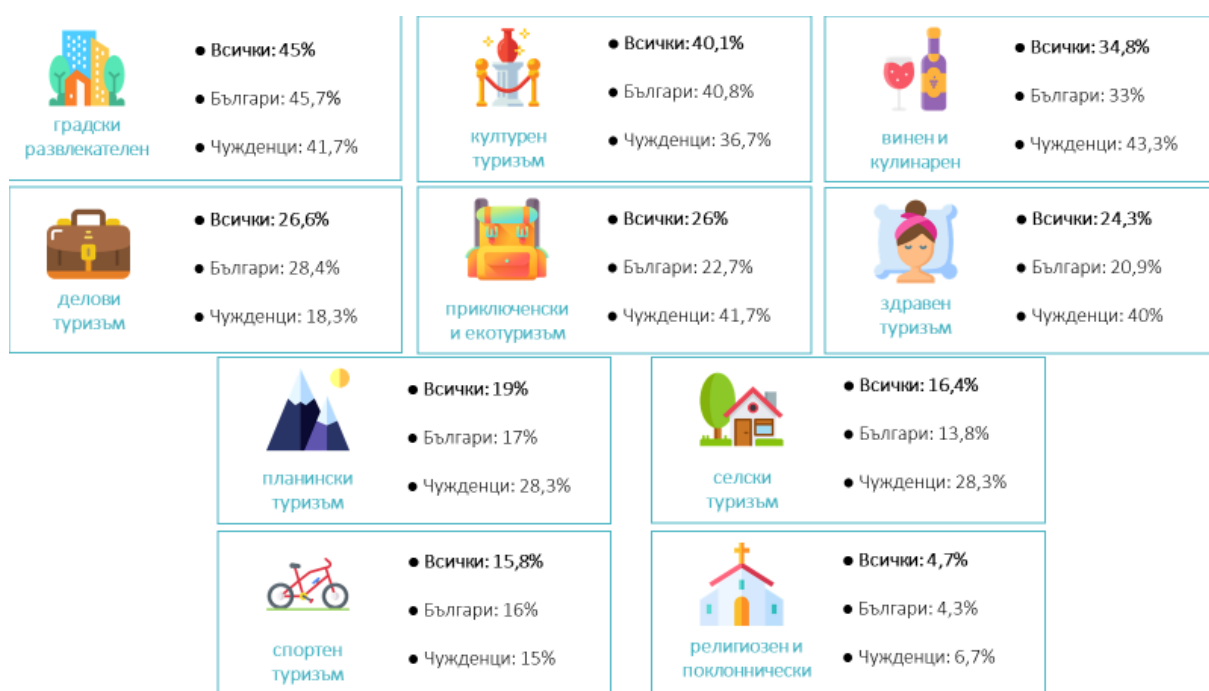 ● Всички: 45%
● Българи: 45,7%
● Чужденци: 41,7%
градски
развлекателен
● Всички: 40,1%
● Българи: 40,8%
● Чужденци: 36,7%
културен
туризъм
● Всички: 34,8%
● Българи: 33%
● Чужденци: 43,3%
винен и
кулинарен
● Всички: 26,6%
● Българи: 28,4%
● Чужденци: 18,3%
делови
туризъм
● Всички: 26%
● Българи: 22,7%
● Чужденци: 41,7%
приключенски
и екотуризъм
● Всички: 24,3%
● Българи: 20,9%
● Чужденци: 40%
здравен
туризъм
● Всички: 19%
● Българи: 17%
● Чужденци: 28,3%
планински
туризъм
● Всички: 16,4%
● Българи: 13,8%
● Чужденци: 28,3%
селски
туризъм
● Всички: 15,8%
● Българи: 16%
● Чужденци: 15%
спортен
туризъм
● Всички: 4,7%
● Българи: 4,3%
● Чужденци: 6,7%
религиозен и
поклоннически